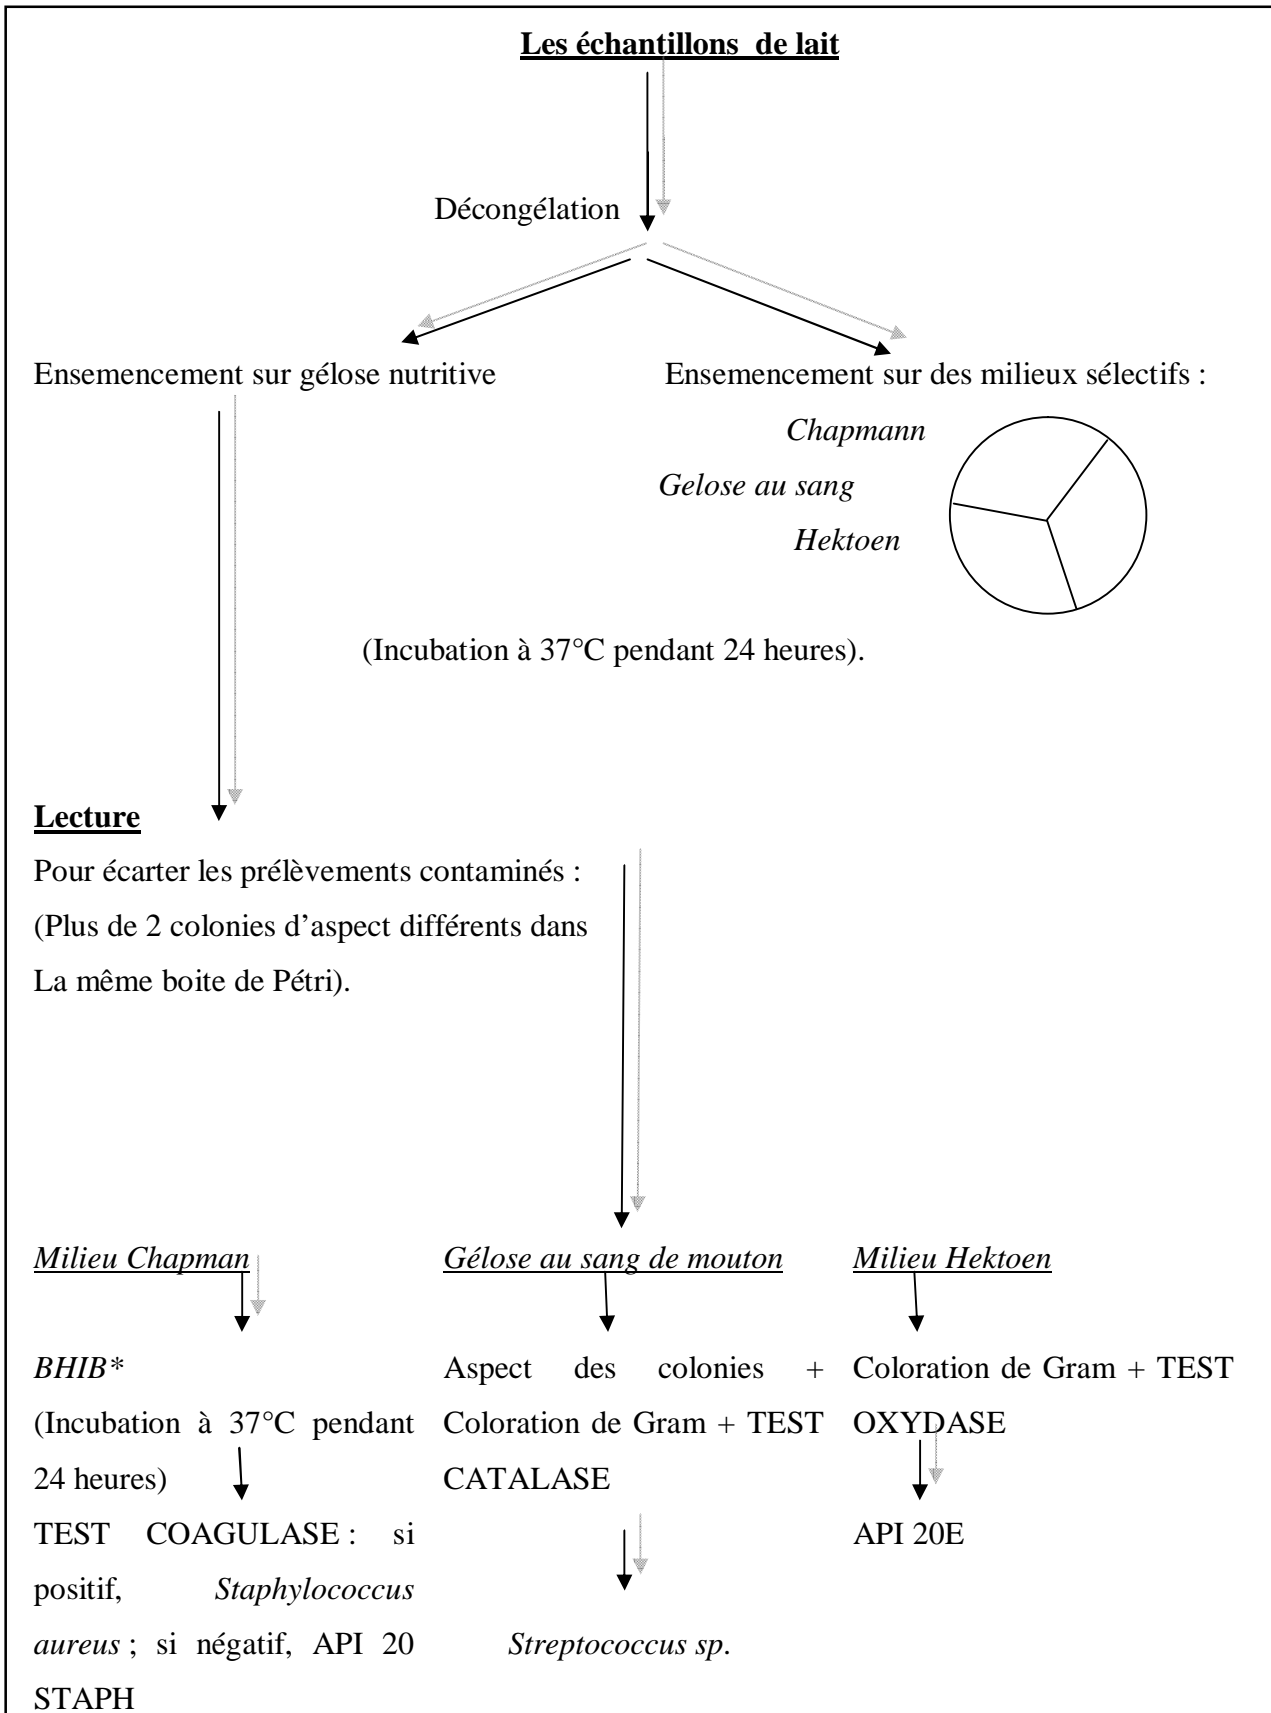 Les échantillons de lait
Décongélation
Ensemencement sur gélose nutritive
Ensemencement sur des milieux sélectifs :
Chapmann
Gelose au sang
Hektoen
(Incubation à 37°C pendant 24 heures).
Lecture
Pour écarter les prélèvements contaminés :
(Plus de 2 colonies d’aspect différents dans
La même boite de Pétri).
Milieu Chapman
BHIB*
(Incubation à 37°C pendant
24 heures)
TEST COAGULASE : si
positif, Staphylococcus
aureus ; si négatif, API 20
STAPH
Gélose au sang de mouton
Aspect des colonies +
Coloration de Gram + TEST
CATALASE
Streptococcus sp.
Milieu Hektoen
Coloration de Gram + TEST
OXYDASE
API 20E